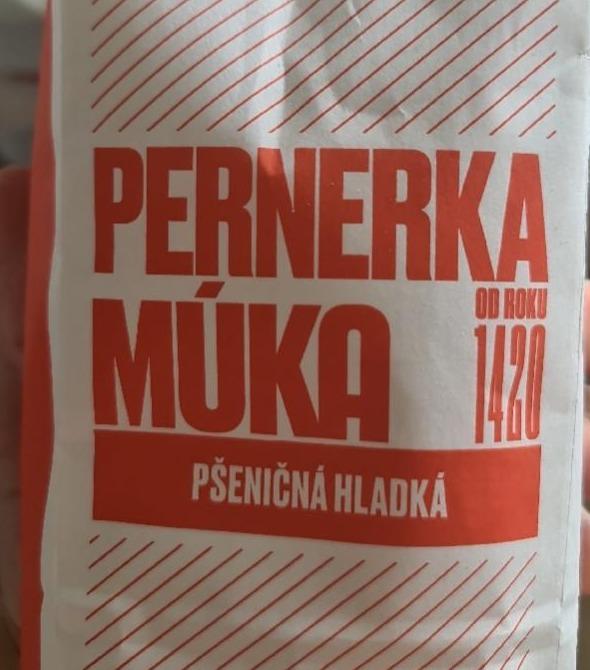 PERNERKA
MÚKA
OD ROKU
1420
PŠENIČNÁ HLADKÁ